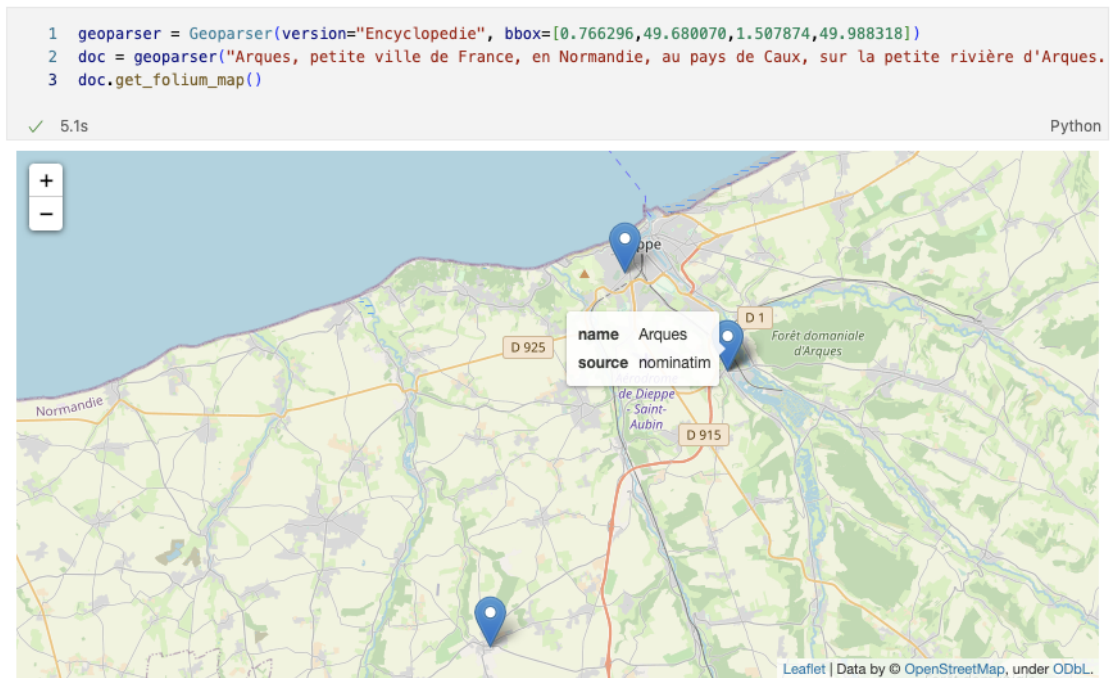 1 geoparser = Geoparser(version="Encyclopedie", bbox=[0.766296,49.680070,1.507874,49.988318])
2 doc = geoparser("Arques, petite ville de France, en Normandie, au pays de Caux, sur la petite rivière d'Arques.
3 doc.get_folium_map()
✓ 5.1s
Python
+
−
ppe
D 1
name Arques
source nominatim
Forêt domaniale
d'Arques
D 925
Aérodrome
de Dieppe
- Saint-
Aubin
Normandie
D 915
Leaflet | Data by © OpenStreetMap, under ODbL.